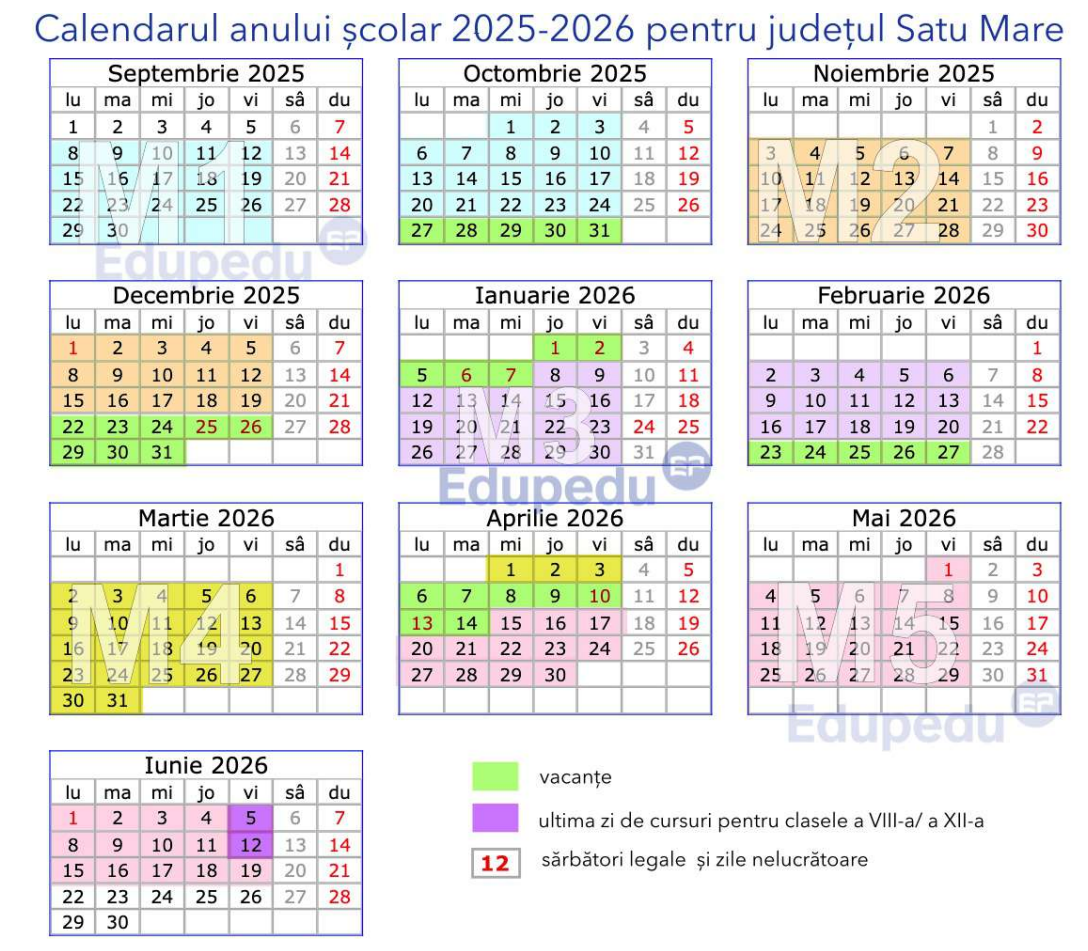 Calendarul anului școlar 2025-2026 pentru județul Satu Mare
Septembrie 2025
lu ma mi jo vi sâ du
1 2 3 4 5 6 7
8 9 10 11 12 13 14
15 16 17 18 19 20 21
22 23 24 25 26 27 28
29 30
M1
Edupedu
Octombrie 2025
lu ma mi jo vi sâ du
1 2 3 4 5
6 7 8 9 10 11 12
13 14 15 16 17 18 19
20 21 22 23 24 25 26
27 28 29 30 31
Noiembrie 2025
lu ma mi jo vi sâ du
1 2
3 4 5 6 7 8 9
10 11 12 13 14 15 16
17 18 19 20 21 22 23
24 25 26 27 28 29 30
M2
Decembrie 2025
lu ma mi jo vi sâ du
1 2 3 4 5 6 7
8 9 10 11 12 13 14
15 16 17 18 19 20 21
22 23 24 25 26 27 28
29 30 31
Ianuarie 2026
lu ma mi jo vi sâ du
1 2 3 4
5 6 7 8 9 10 11
12 13 14 15 16 17 18
19 20 21 22 23 24 25
26 27 28 29 30 31
M3
Edupedu
Februarie 2026
lu ma mi jo vi sâ du
1
2 3 4 5 6 7 8
9 10 11 12 13 14 15
16 17 18 19 20 21 22
23 24 25 26 27 28
Martie 2026
lu ma mi jo vi sâ du
1
2 3 4 5 6 7 8
9 10 11 12 13 14 15
16 17 18 19 20 21 22
23 24 25 26 27 28 29
30 31
M4
Aprilie 2026
lu ma mi jo vi sâ du
1 2 3 4 5
6 7 8 9 10 11 12
13 14 15 16 17 18 19
20 21 22 23 24 25 26
27 28 29 30
Mai 2026
lu ma mi jo vi sâ du
1 2 3
4 5 6 7 8 9 10
11 12 13 14 15 16 17
18 19 20 21 22 23 24
25 26 27 28 29 30 31
M5
Edupedu
Iunie 2026
lu ma mi jo vi sâ du
1 2 3 4 5 6 7
8 9 10 11 12 13 14
15 16 17 18 19 20 21
22 23 24 25 26 27 28
29 30
vacanțe
ultima zi de cursuri pentru clasele a VIII-a/ a XII-a
12 sărbători legale și zile nelucrătoare